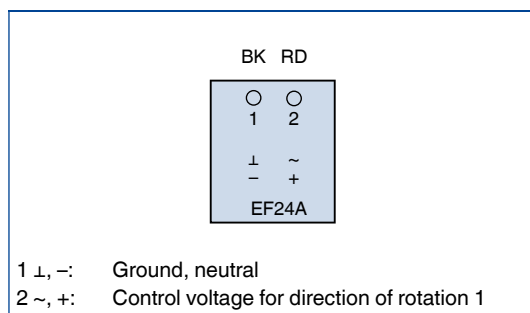 BK RD
1 2
⊥ ~
– +
EF24A
1 ⊥, –: Ground, neutral
2 ~, +: Control voltage for direction of rotation 1